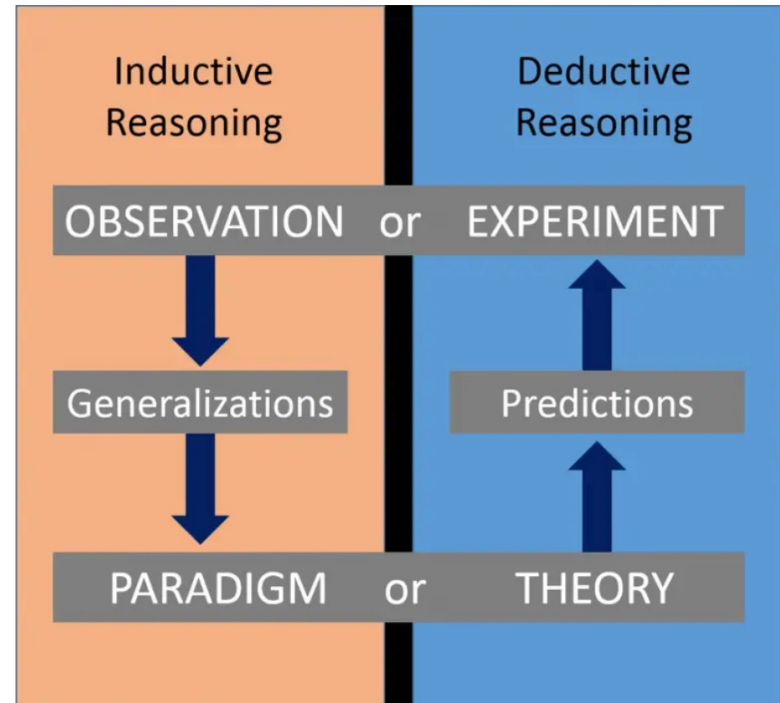 Inductive
Reasoning
Deductive
Reasoning
OBSERVATION or EXPERIMENT
Generalizations
Predictions
PARADIGM or THEORY